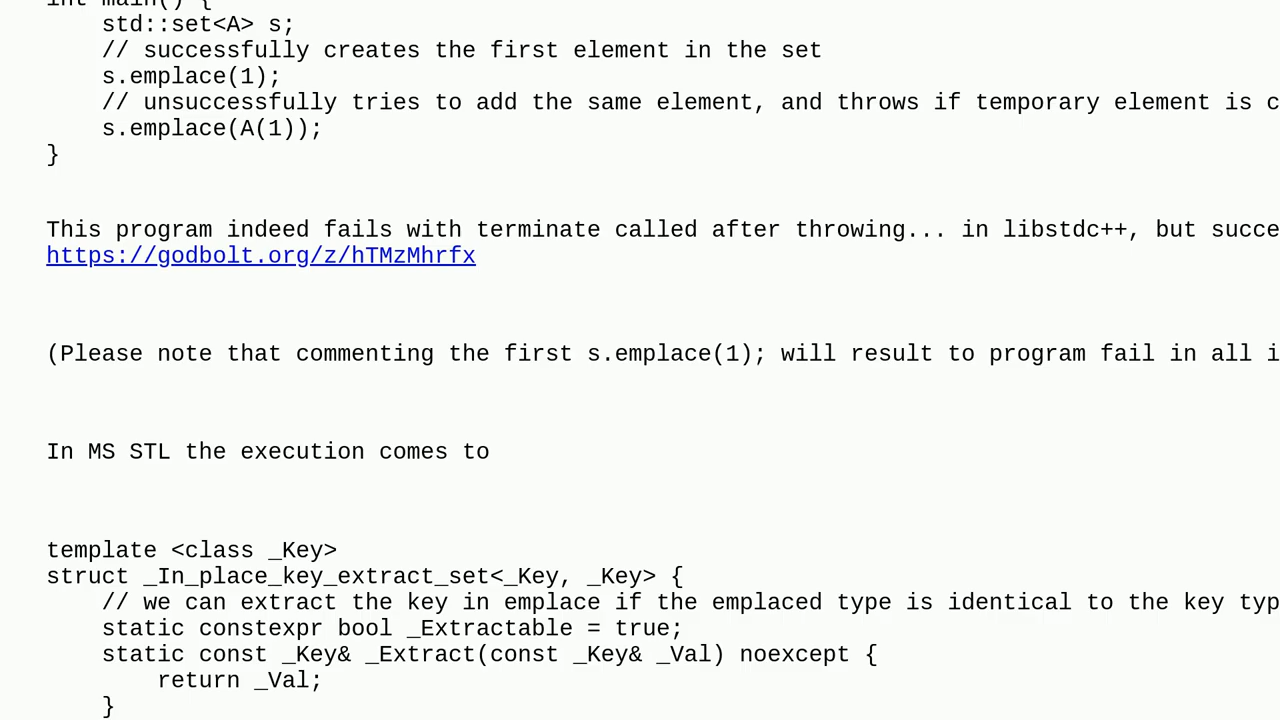 int main() {
    std::set<A> s;
    // successfully creates the first element in the set
    s.emplace(1);
    // unsuccessfully tries to add the same element, and throws if temporary element is c
    s.emplace(A(1));
}
This program indeed fails with terminate called after throwing... in libstdc++, but succe
https://godbolt.org/z/hTMzMhrfx
(Please note that commenting the first s.emplace(1); will result to program fail in all i
In MS STL the execution comes to
template <class _Key>
struct _In_place_key_extract_set<_Key, _Key> {
    // we can extract the key in emplace if the emplaced type is identical to the key typ
    static constexpr bool _Extractable = true;
    static const _Key& _Extract(const _Key& _Val) noexcept {
        return _Val;
    }